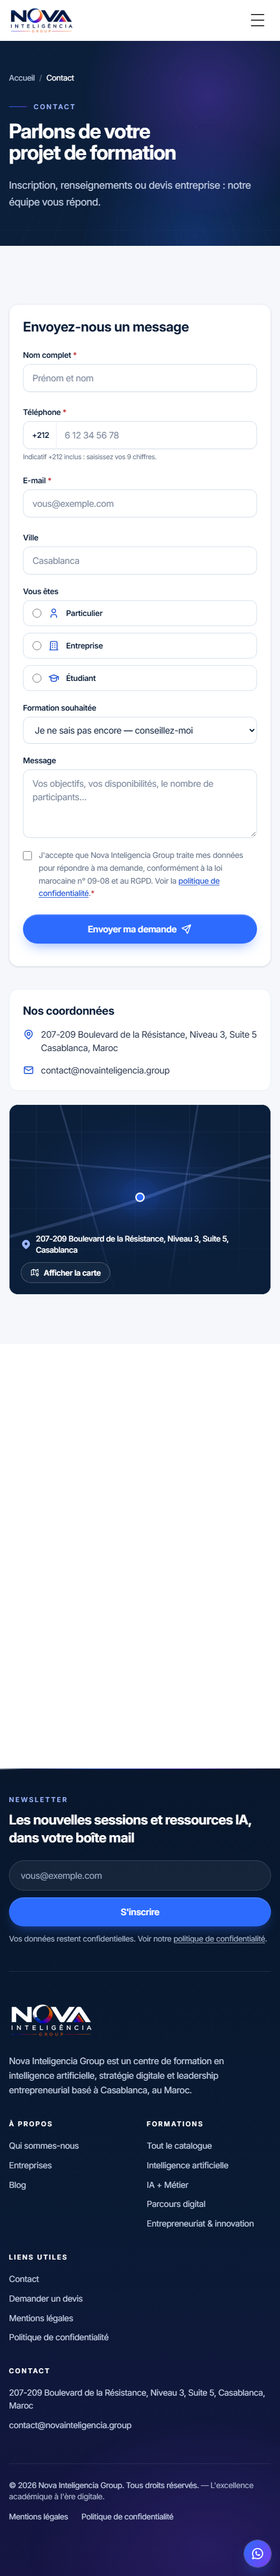 NOVA
INTELIGÊNCIA
GROUP
Accueil / Contact
CONTACT
Parlons de votre
projet de formation
Inscription, renseignements ou devis entreprise : notre
équipe vous répond.
Envoyez-nous un message
Nom complet *
Prénom et nom
Téléphone *
+212 6 12 34 56 78
Indicatif +212 inclus : saisissez vos 9 chiffres.
E-mail *
vous@exemple.com
Ville
Casablanca
Vous êtes
Particulier
Entreprise
Étudiant
Formation souhaitée
Je ne sais pas encore — conseillez-moi
Message
Vos objectifs, vos disponibilités, le nombre de
participants…
J'accepte que Nova Inteligencia Group traite mes données
pour répondre à ma demande, conformément à la loi
marocaine n° 09-08 et au RGPD. Voir la politique de
confidentialité.*
Envoyer ma demande
Nos coordonnées
207-209 Boulevard de la Résistance, Niveau 3, Suite 5
Casablanca, Maroc
contact@novainteligencia.group
207-209 Boulevard de la Résistance, Niveau 3, Suite 5,
Casablanca
Afficher la carte
NEWSLETTER
Les nouvelles sessions et ressources IA,
dans votre boîte mail
vous@exemple.com
S'inscrire
Vos données restent confidentielles. Voir notre politique de confidentialité.
NOVA
INTELIGÊNCIA
GROUP
Nova Inteligencia Group est un centre de formation en
intelligence artificielle, stratégie digitale et leadership
entrepreneurial basé à Casablanca, au Maroc.
À PROPOS
Qui sommes-nous
Entreprises
Blog
FORMATIONS
Tout le catalogue
Intelligence artificielle
IA + Métier
Parcours digital
Entrepreneuriat & innovation
LIENS UTILES
Contact
Demander un devis
Mentions légales
Politique de confidentialité
CONTACT
207-209 Boulevard de la Résistance, Niveau 3, Suite 5, Casablanca,
Maroc
contact@novainteligencia.group
© 2026 Nova Inteligencia Group. Tous droits réservés. — L'excellence
académique à l'ère digitale.
Mentions légales Politique de confidentialité